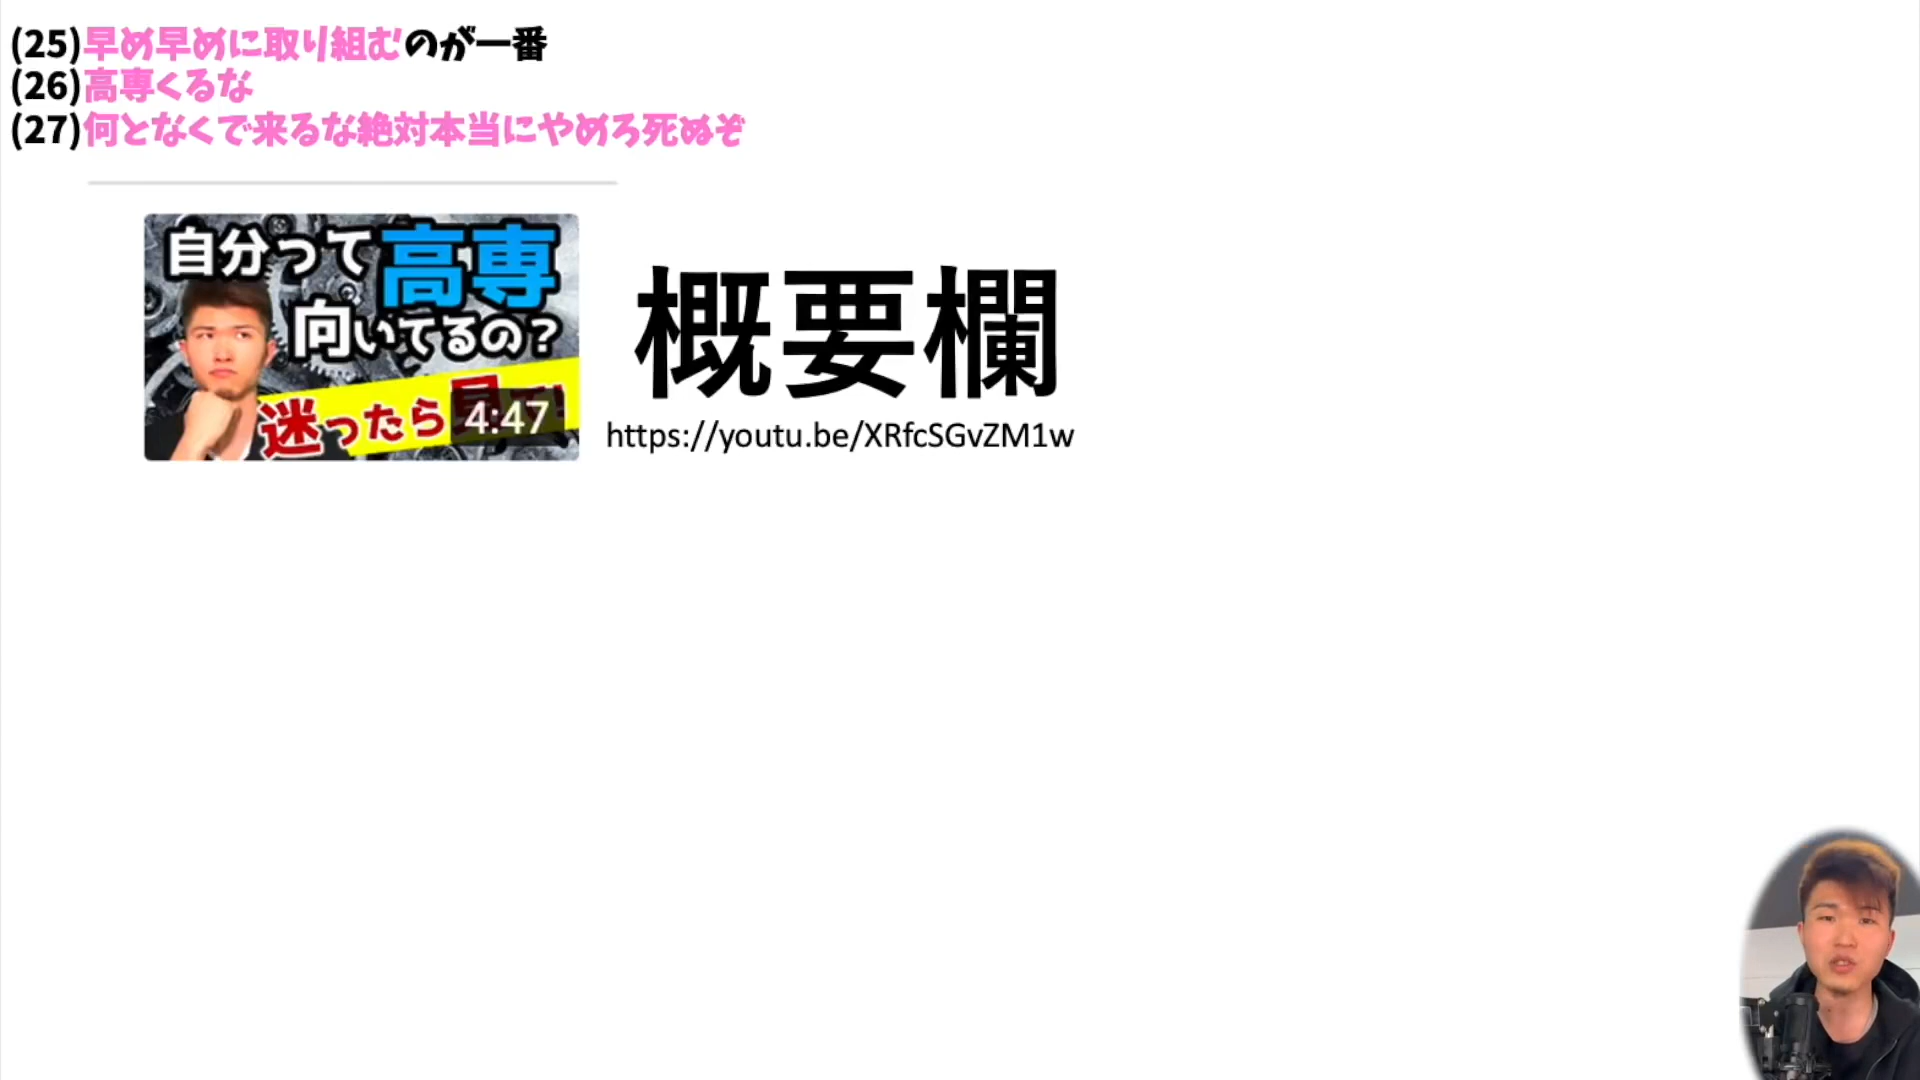 (25)早め早めに取り組むのが一番
(26)高専くるな
(27)何となくで来るな絶対本当にやめろ死ぬぞ
自分って高専
向いてるの?
迷ったら
4:47
概要欄
https://youtu.be/XRfcSGvZM1w